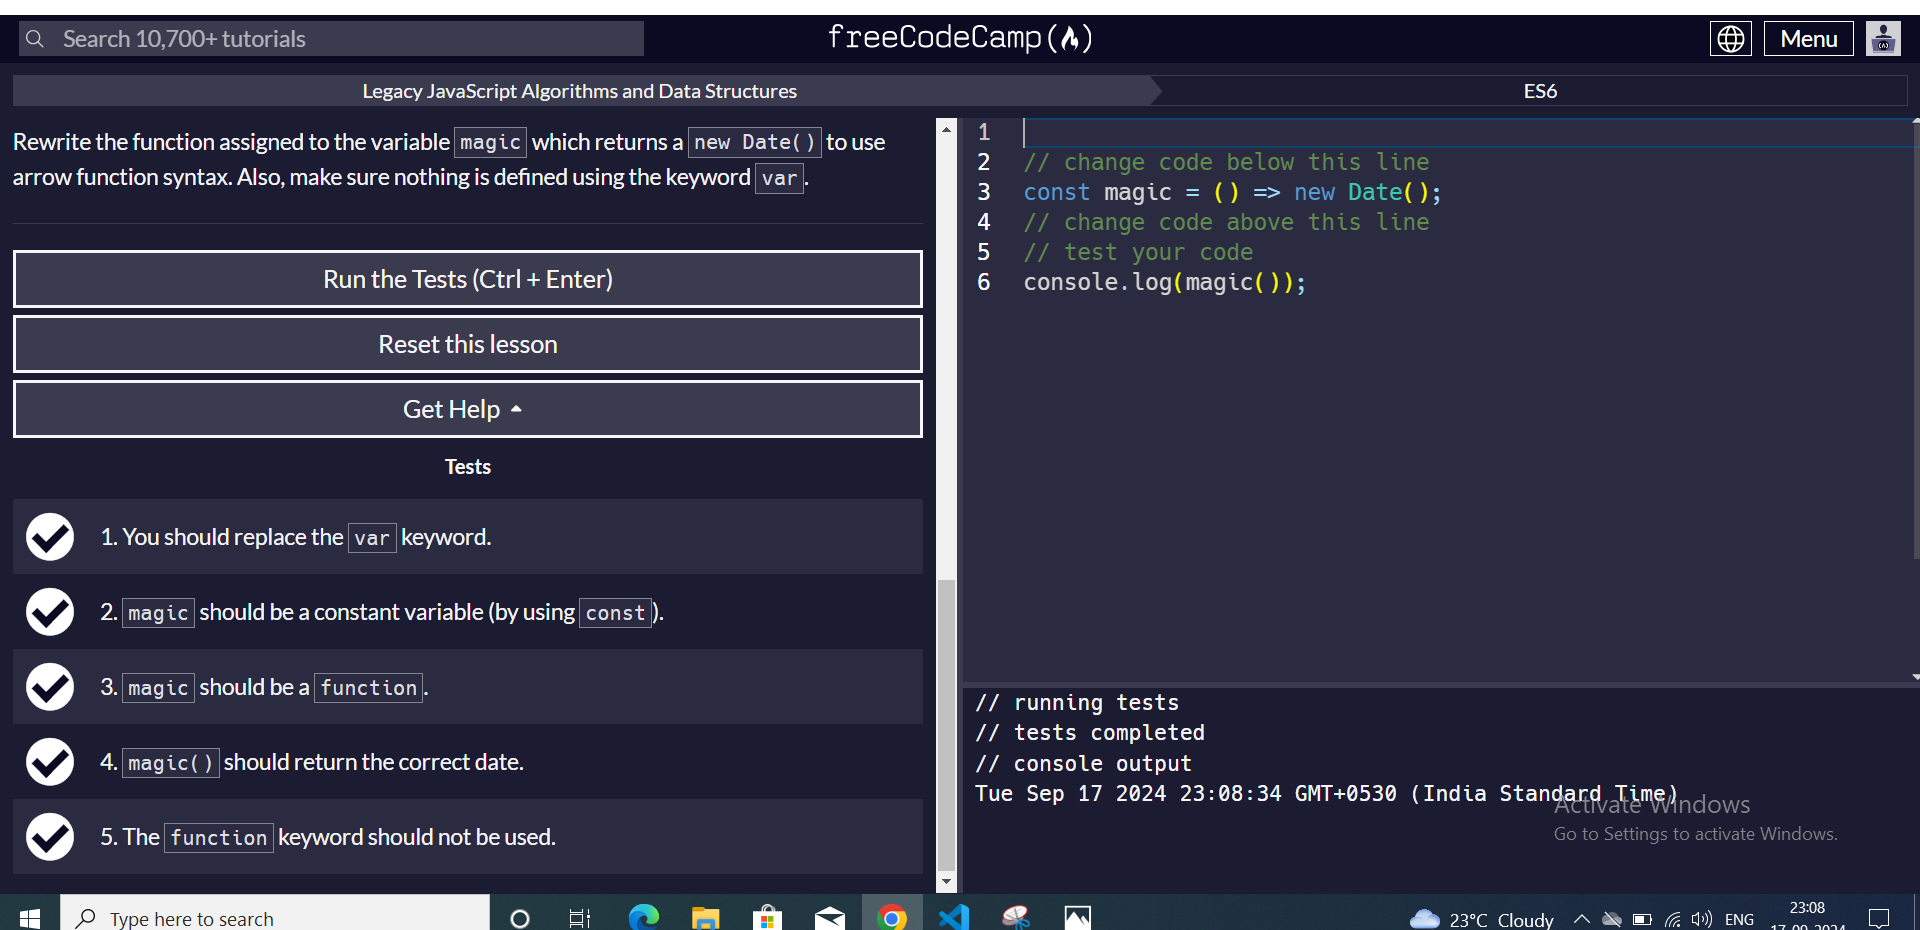 Search 10,700+ tutorials
freeCodeCamp(🔥)
Menu
Legacy JavaScript Algorithms and Data Structures
ES6
Rewrite the function assigned to the variable magic which returns a new Date() to use
arrow function syntax. Also, make sure nothing is defined using the keyword var.
Run the Tests (Ctrl + Enter)
Reset this lesson
Get Help
Tests
1. You should replace the var keyword.
2. magic should be a constant variable (by using const).
3. magic should be a function.
4. magic() should return the correct date.
5. The function keyword should not be used.
1
2 // change code below this line
3 const magic = () => new Date();
4 // change code above this line
5 // test your code
6 console.log(magic());
// running tests
// tests completed
// console output
Tue Sep 17 2024 23:08:34 GMT+0530 (India Standard Time)
Activate Windows
Go to Settings to activate Windows.
Type here to search
23°C Cloudy
ENG
23:08
17-09-2024